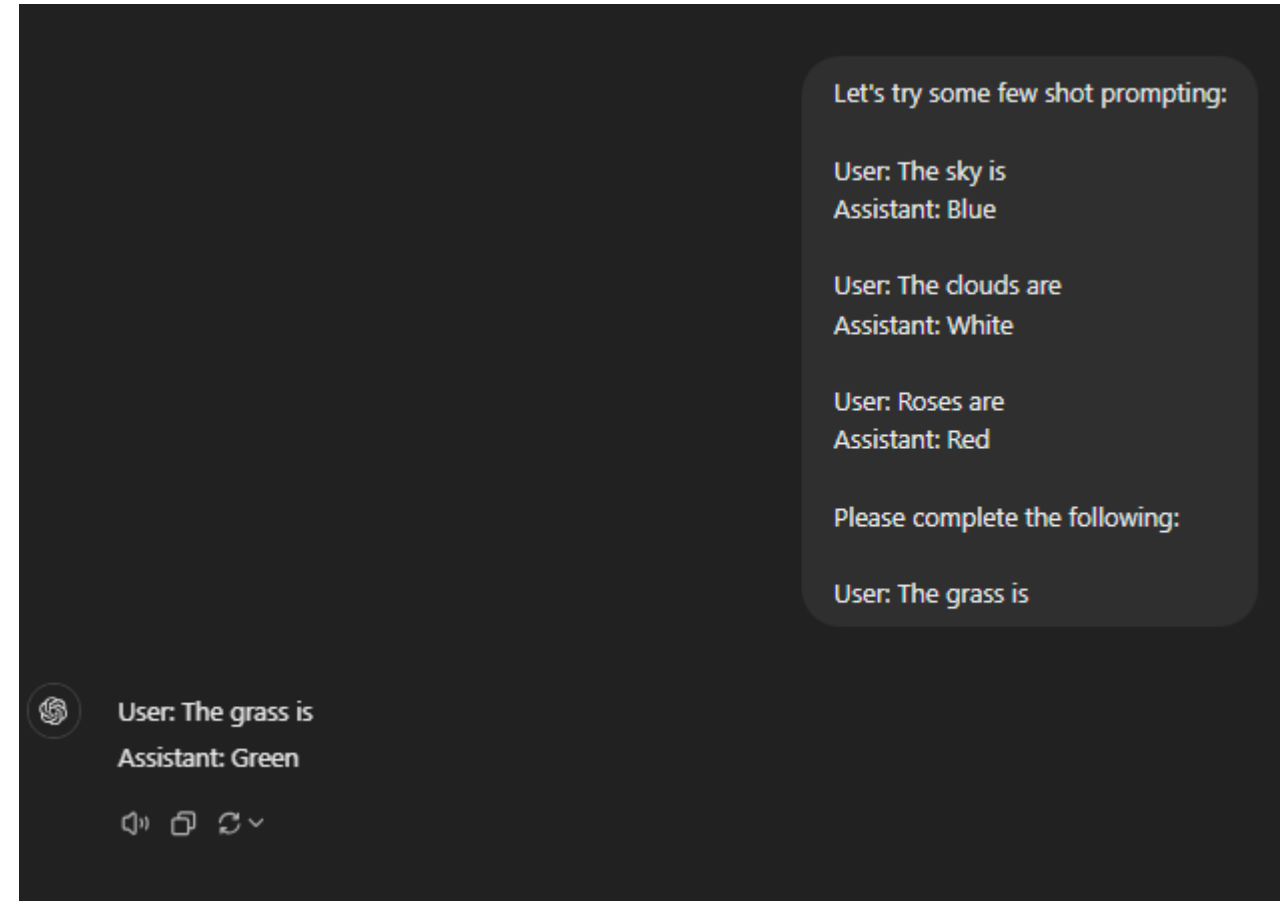 Let's try some few shot prompting:
User: The sky is
Assistant: Blue
User: The clouds are
Assistant: White
User: Roses are
Assistant: Red
Please complete the following:
User: The grass is
User: The grass is
Assistant: Green